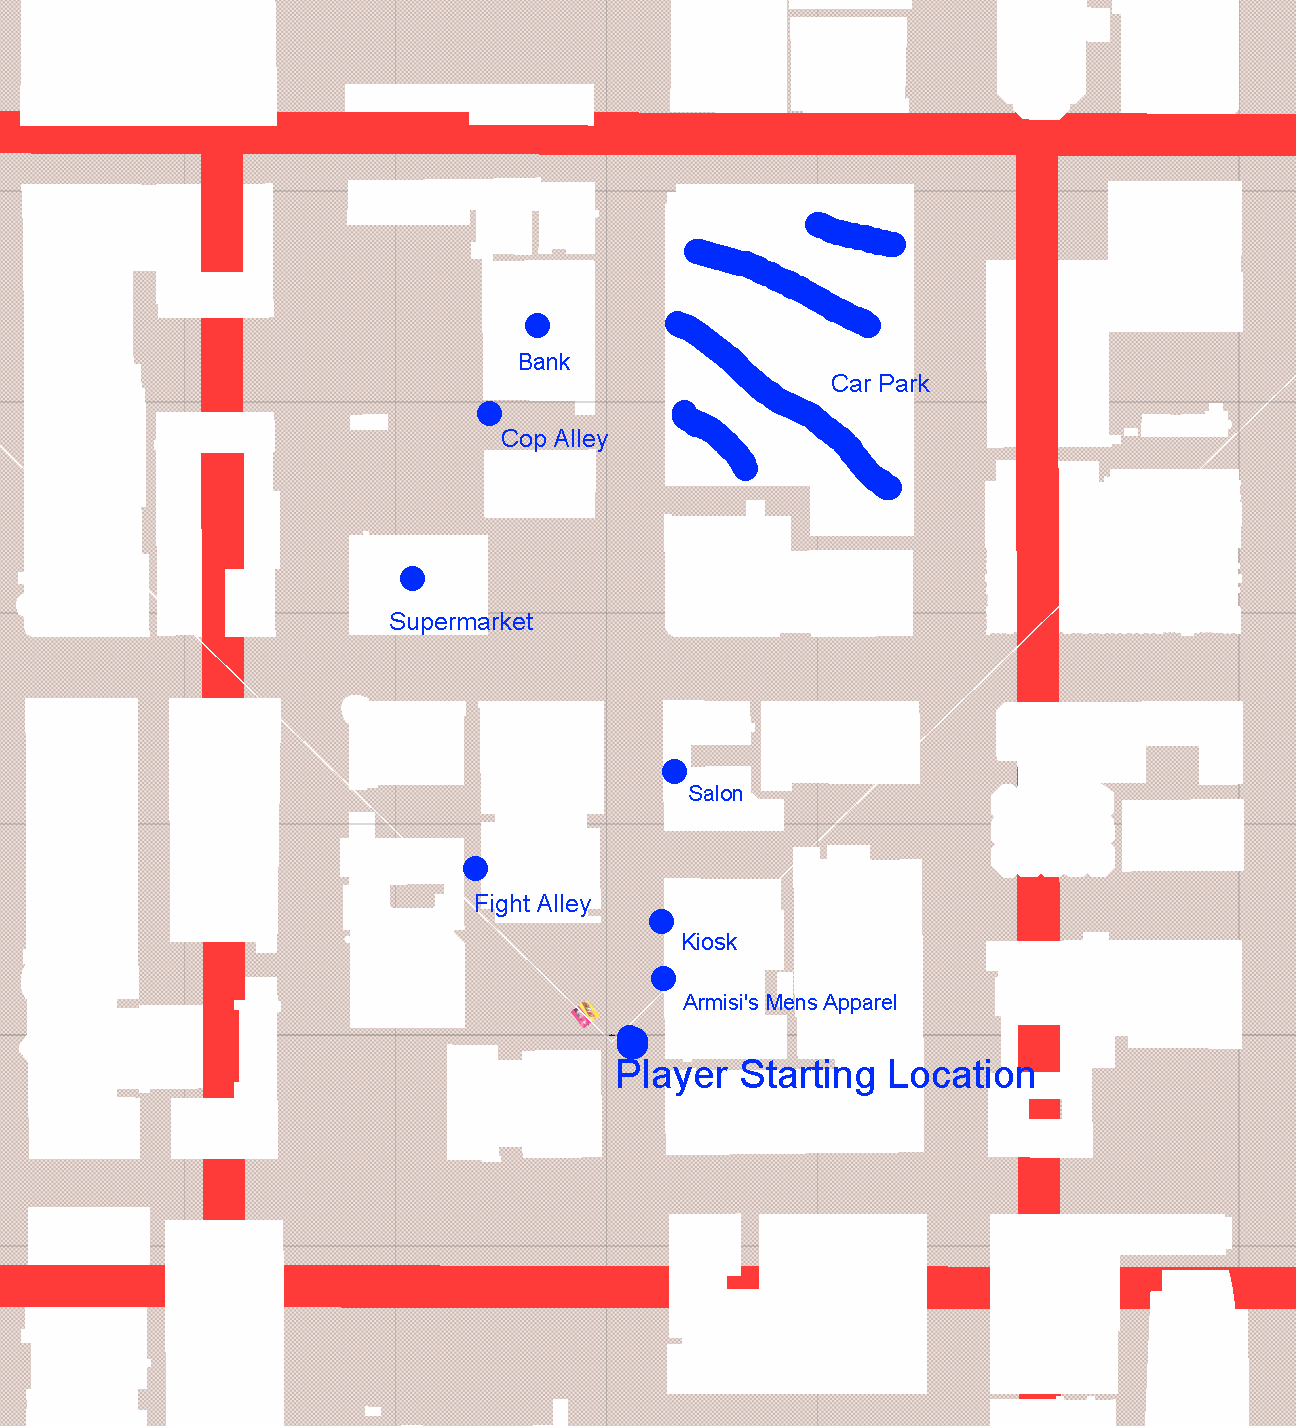 Bank
Car Park
Cop Alley
Supermarket
Salon
Fight Alley
Kiosk
Armisi's Mens Apparel
Player Starting Location